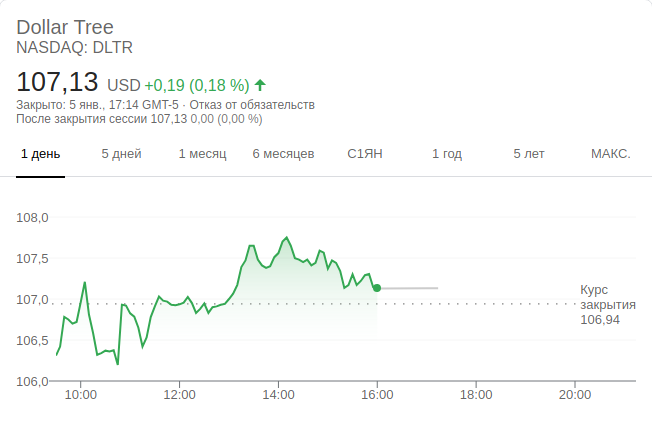 Dollar Tree
NASDAQ: DLTR
107,13 USD +0,19 (0,18 %)
Закрыто: 5 янв., 17:14 GMT-5 · Отказ от обязательств
После закрытия сессии 107,13 0,00 (0,00 %)
1 день 5 дней 1 месяц 6 месяцев С1ЯН 1 год 5 лет МАКС.
108,0
107,5
107,0
106,5
106,0
Курс
закрытия
106,94
10:00 12:00 14:00 16:00 18:00 20:00